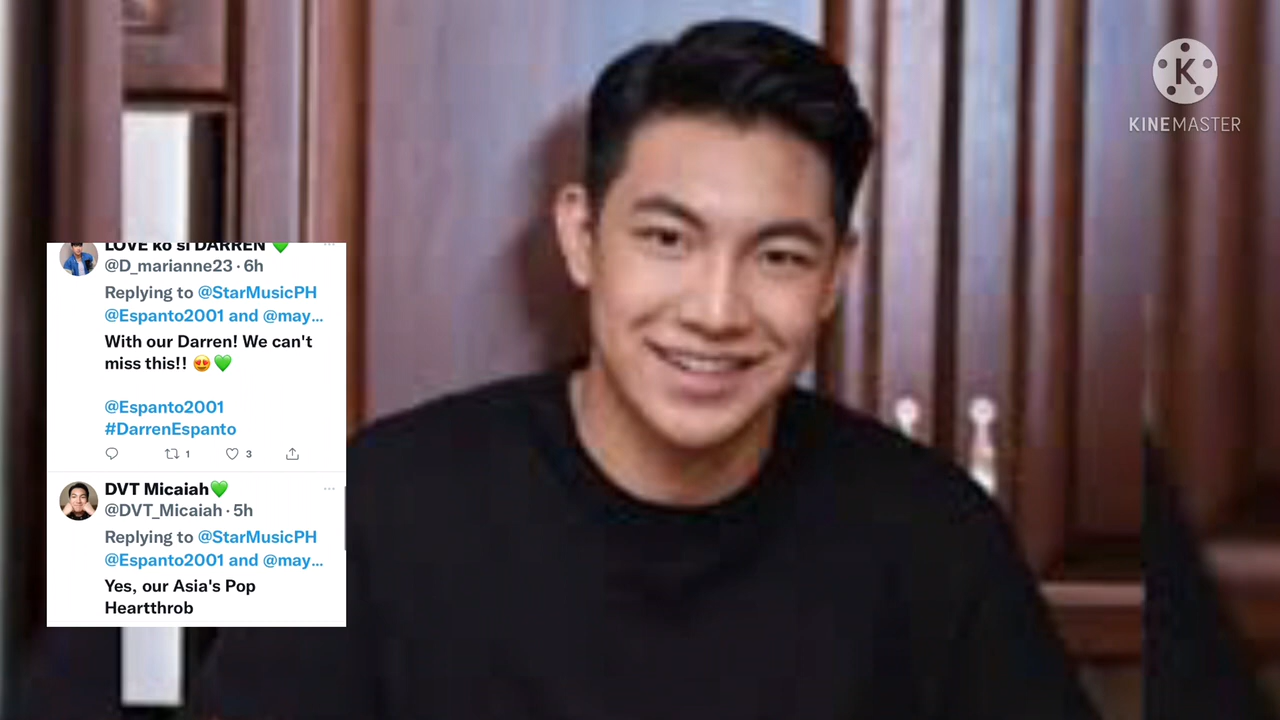 KINEMASTER
LOVE ko si DARREN 💚
@D_marianne23 · 6h
Replying to @StarMusicPH
@Espanto2001 and @may...
With our Darren! We can't
miss this!! 😍💚
@Espanto2001
#DarrenEspanto
1 3
DVT Micaiah💚
@DVT_Micaiah · 5h
Replying to @StarMusicPH
@Espanto2001 and @may...
Yes, our Asia's Pop
Heartthrob